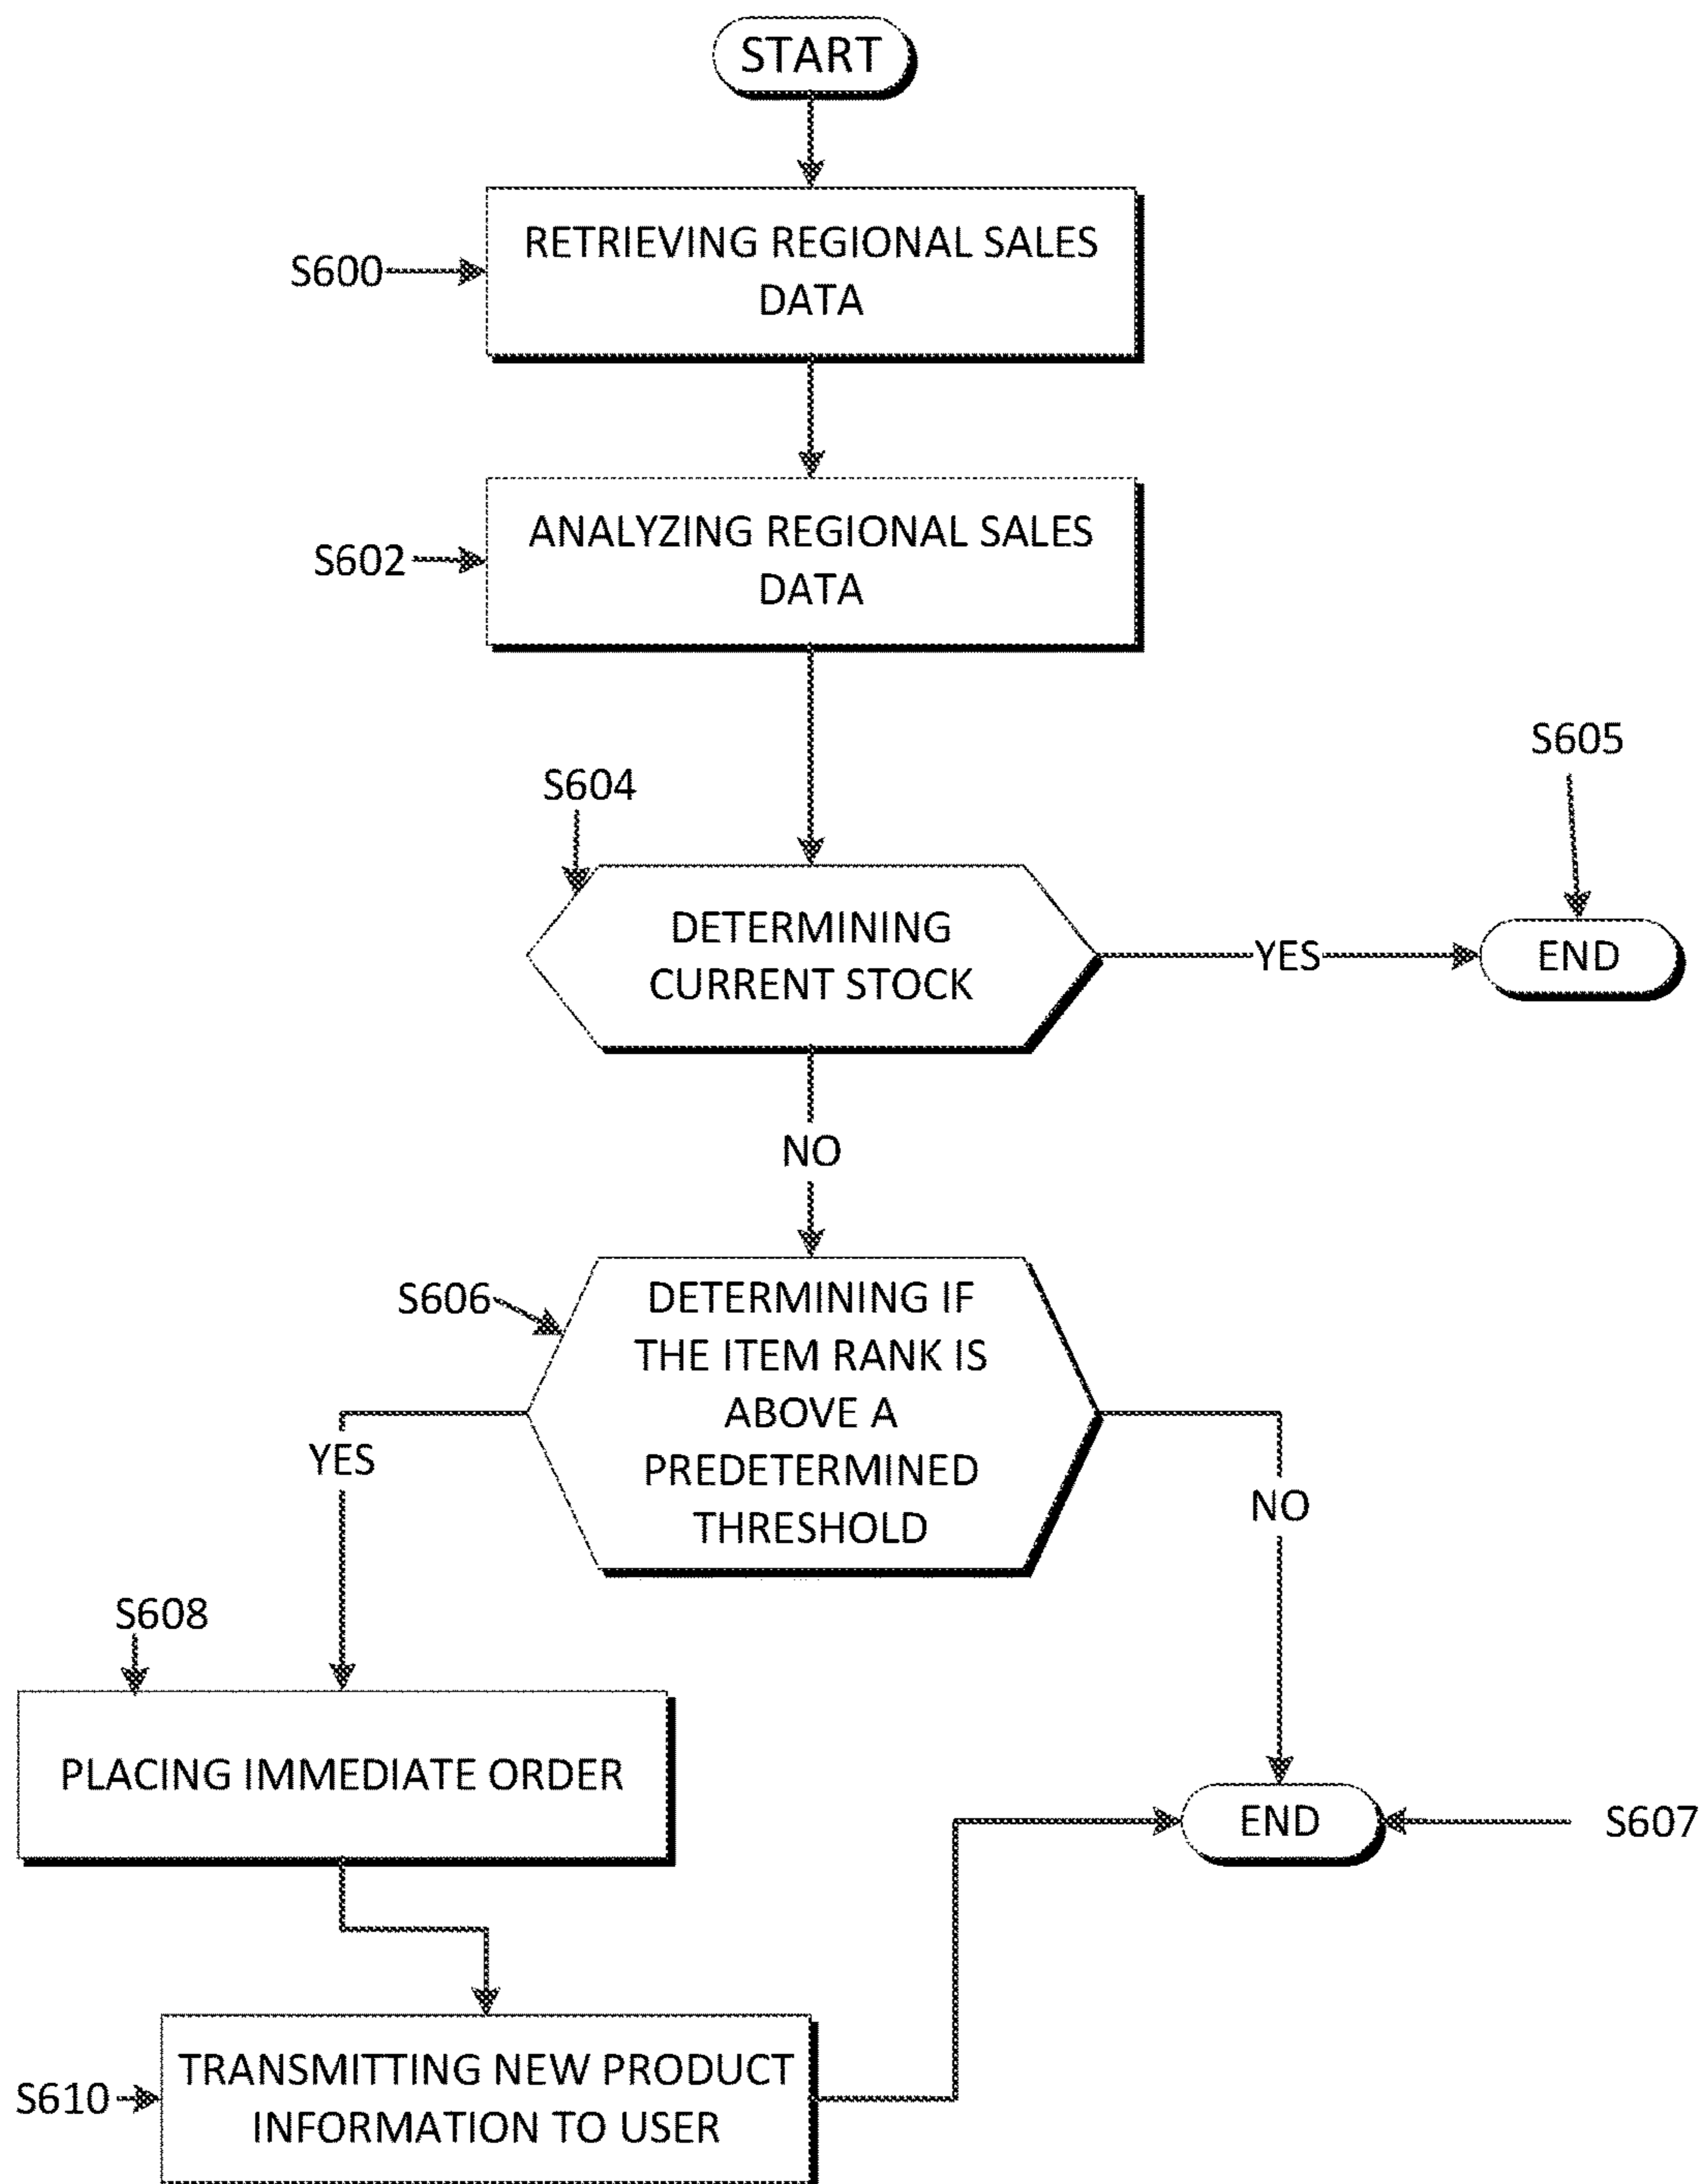 START
S600
RETRIEVING REGIONAL SALES
DATA
S602
ANALYZING REGIONAL SALES
DATA
S604
S605
DETERMINING
CURRENT STOCK
YES
END
NO
S606
DETERMINING IF
THE ITEM RANK IS
ABOVE A
PREDETERMINED
THRESHOLD
YES
NO
S608
PLACING IMMEDIATE ORDER
END
S607
S610
TRANSMITTING NEW PRODUCT
INFORMATION TO USER